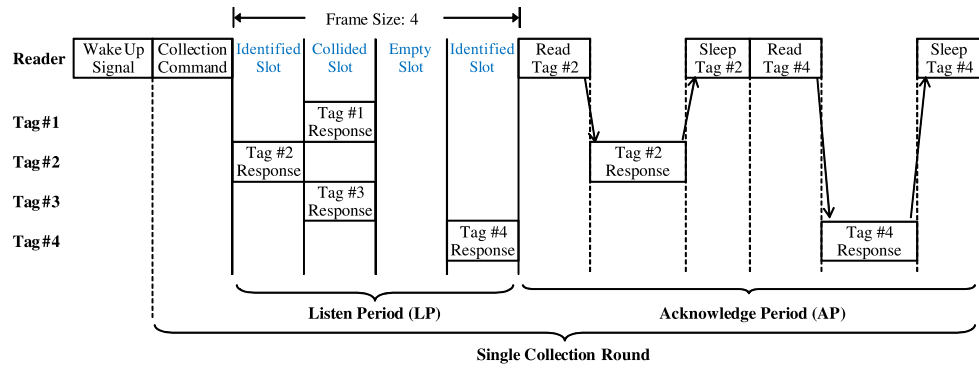 Frame Size: 4
Reader
Wake Up
Signal
Collection
Command
Identified
Slot
Collided
Slot
Empty
Slot
Identified
Slot
Read
Tag #2
Sleep
Tag #2
Read
Tag #4
Sleep
Tag #4
Tag #1
Tag #1
Response
Tag #2
Tag #2
Response
Tag #2
Response
Tag #3
Tag #3
Response
Tag #4
Tag #4
Response
Tag #4
Response
Listen Period (LP)
Acknowledge Period (AP)
Single Collection Round